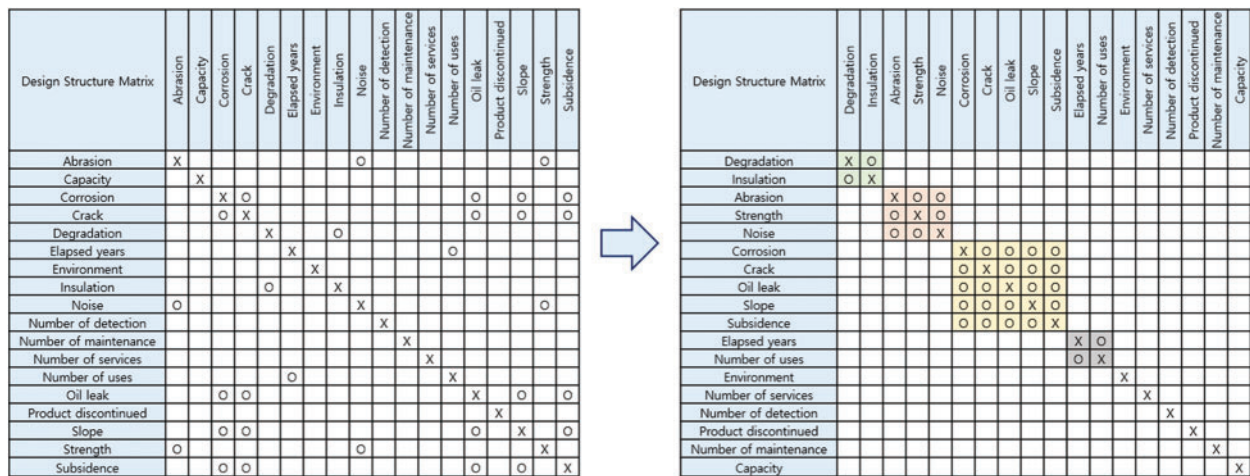 Design Structure Matrix
Abrasion
Capacity
Corrosion
Crack
Degradation
Elapsed years
Environment
Insulation
Noise
Number of detection
Number of maintenance
Number of services
Number of uses
Oil leak
Product discontinued
Slope
Strength
Subsidence
Abrasion X O O
Capacity X
Corrosion X O O O O
Crack O X O O O
Degradation X O
Elapsed years X O
Environment X
Insulation O X
Noise O X O
Number of detection X
Number of maintenance X
Number of services X
Number of uses O X
Oil leak O O X O O
Product discontinued X
Slope O O O X O
Strength O O X
Subsidence O O O O X
Design Structure Matrix
Degradation
Insulation
Abrasion
Strength
Noise
Corrosion
Crack
Oil leak
Slope
Subsidence
Elapsed years
Number of uses
Environment
Number of services
Number of detection
Product discontinued
Number of maintenance
Capacity
Degradation X O
Insulation O X
Abrasion X O O
Strength O X O
Noise O O X
Corrosion X O O O O
Crack O X O O O
Oil leak O O X O O
Slope O O O X O
Subsidence O O O O X
Elapsed years X O
Number of uses O X
Environment X
Number of services X
Number of detection X
Product discontinued X
Number of maintenance X
Capacity X